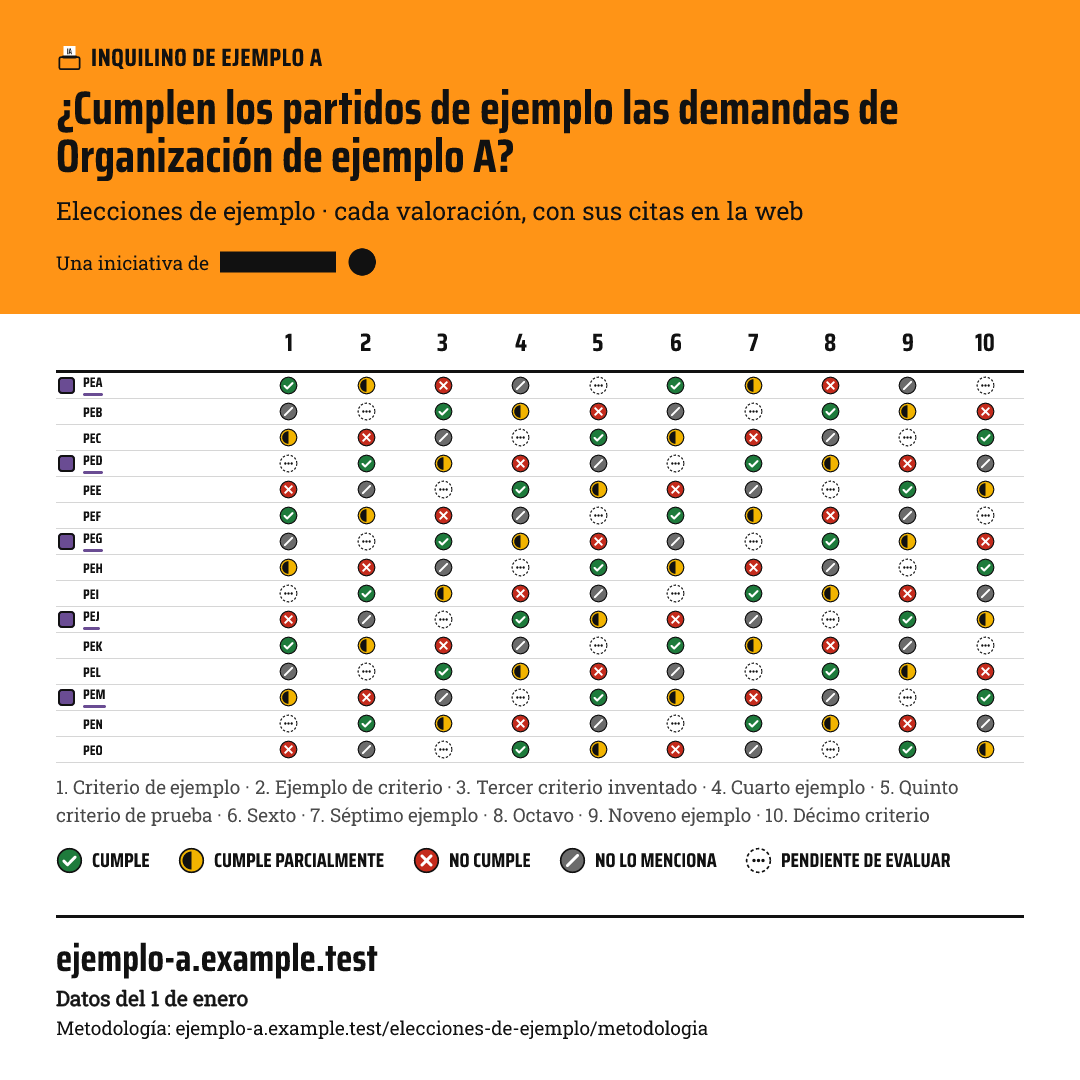 IA
INQUILINO DE EJEMPLO A
¿Cumplen los partidos de ejemplo las demandas de
Organización de ejemplo A?
Elecciones de ejemplo · cada valoración, con sus citas en la web
Una iniciativa de
1 2 3 4 5 6 7 8 9 10
PEA
PEB
PEC
PED
PEE
PEF
PEG
PEH
PEI
PEJ
PEK
PEL
PEM
PEN
PEO
1. Criterio de ejemplo · 2. Ejemplo de criterio · 3. Tercer criterio inventado · 4. Cuarto ejemplo · 5. Quinto
criterio de prueba · 6. Sexto · 7. Séptimo ejemplo · 8. Octavo · 9. Noveno ejemplo · 10. Décimo criterio
CUMPLE CUMPLE PARCIALMENTE NO CUMPLE NO LO MENCIONA PENDIENTE DE EVALUAR
ejemplo-a.example.test
Datos del 1 de enero
Metodología: ejemplo-a.example.test/elecciones-de-ejemplo/metodologia